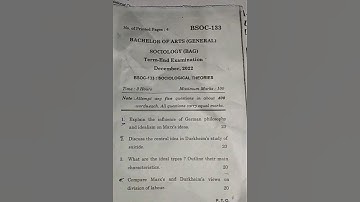 No. of Printed Pages : 8
BSOC-133
BACHELOR OF ARTS (GENERAL)
SOCIOLOGY (BAG)
Term-End Examination
December, 2022
BSOC-133 : SOCIOLOGICAL THEORIES
Time : 3 Hours Maximum Marks : 100
Note : Attempt any five questions in about 400
words each. All questions carry equal marks.
1. Explain the influence of German philosophy
and idealism on Marx's ideas. 20
2. Discuss the central idea in Durkheim's study of
suicide. 20
3. What are the ideal types ? Outline their main
characteristics. 20
4. Compare Marx's and Durkheim's views on
division of labour. 20
P. T. O.